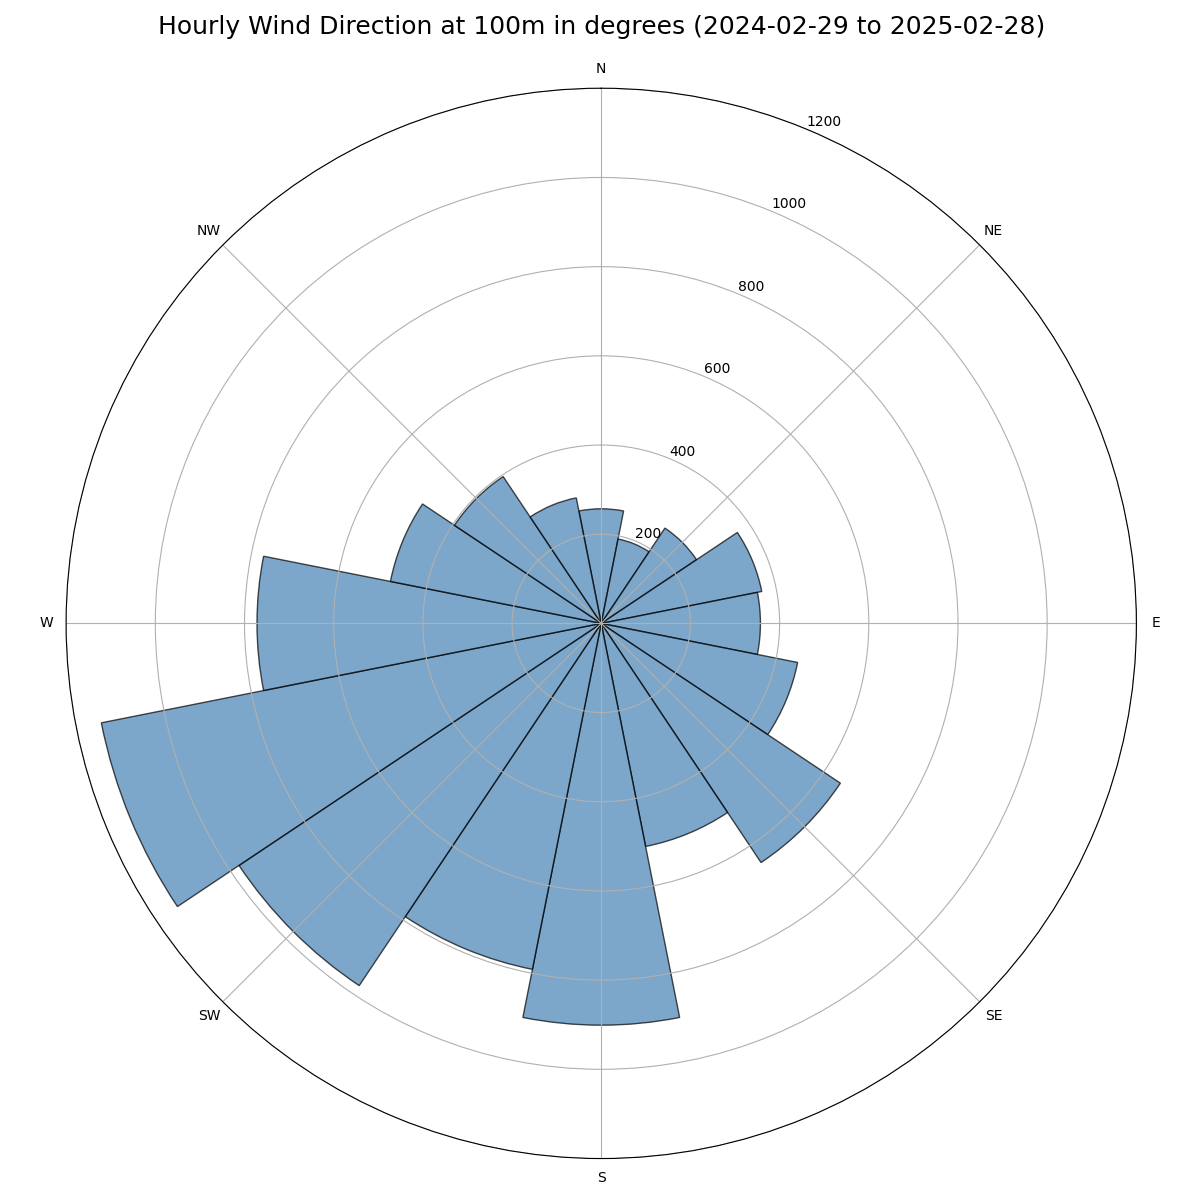 Hourly Wind Direction at 100m in degrees (2024-02-29 to 2025-02-28)
N
1200
1000
NW
NE
800
600
400
200
W
E
SW
SE
S